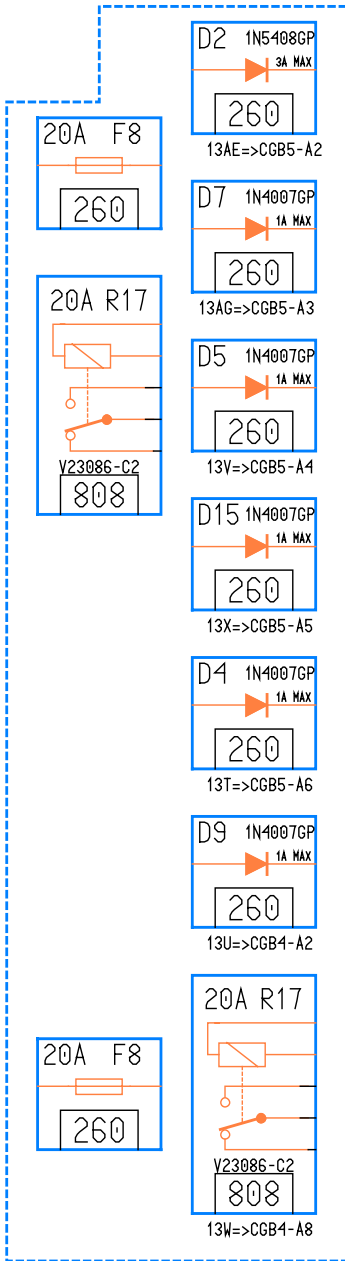 D2 1N5408GP
3A MAX
260
13AE=>CGB5-A2
20A F8
260
D7 1N4007GP
1A MAX
260
13AG=>CGB5-A3
20A R17
V23086-C2
808
D5 1N4007GP
1A MAX
260
13V=>CGB5-A4
D15 1N4007GP
1A MAX
260
13X=>CGB5-A5
D4 1N4007GP
1A MAX
260
13T=>CGB5-A6
D9 1N4007GP
1A MAX
260
13U=>CGB4-A2
20A F8
260
20A R17
V23086-C2
808
13W=>CGB4-A8